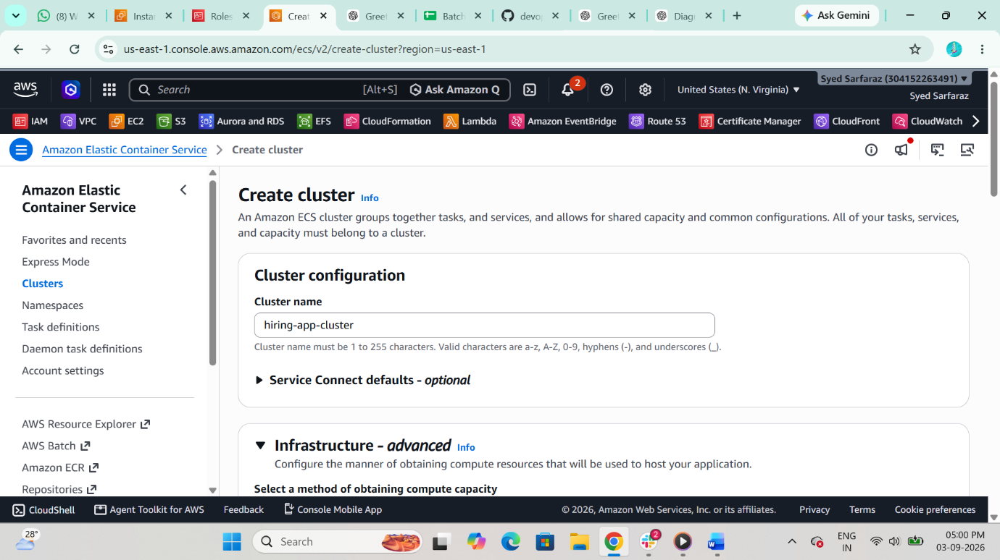 (8) W
Instan
Roles
Creat
Greet
Batch
devop
Greet
Diagr
Ask Gemini
us-east-1.console.aws.amazon.com/ecs/v2/create-cluster?region=us-east-1
aws
Search
[Alt+S]
Ask Amazon Q
2
United States (N. Virginia)
Syed Sarfaraz (304152263491)
Syed Sarfaraz
IAM
VPC
EC2
S3
Aurora and RDS
EFS
CloudFormation
Lambda
Amazon EventBridge
Route 53
Certificate Manager
CloudFront
CloudWatch
Amazon Elastic Container Service
Create cluster
Amazon Elastic
Container Service
Favorites and recents
Express Mode
Clusters
Namespaces
Task definitions
Daemon task definitions
Account settings
AWS Resource Explorer
AWS Batch
Amazon ECR
Repositories
Create cluster Info
An Amazon ECS cluster groups together tasks, and services, and allows for shared capacity and common configurations. All of your tasks, services,
and capacity must belong to a cluster.
Cluster configuration
Cluster name
hiring-app-cluster
Cluster name must be 1 to 255 characters. Valid characters are a-z, A-Z, 0-9, hyphens (-), and underscores (_).
Service Connect defaults - optional
Infrastructure - advanced Info
Configure the manner of obtaining compute resources that will be used to host your application.
Select a method of obtaining compute capacity
CloudShell
Agent Toolkit for AWS
Feedback
Console Mobile App
© 2026, Amazon Web Services, Inc. or its affiliates.
Privacy
Terms
Cookie preferences
28°
Search
2
ENG
IN
05:00 PM
03-09-2026